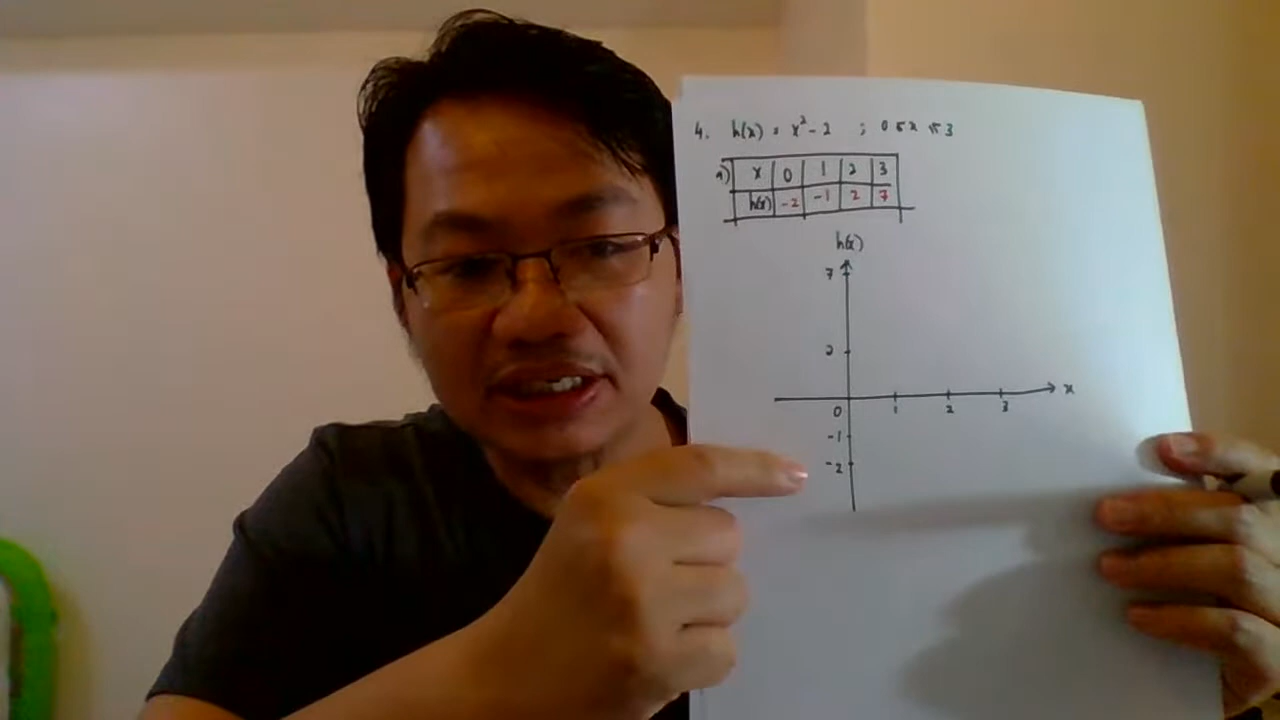 4. h(x) = x² - 2 ; 0 ≤ x ≤ 3
a) x 0 1 2 3
h(x) -2 -1 2 7
h(x)
7
2
x
0 1 2 3
-1
-2